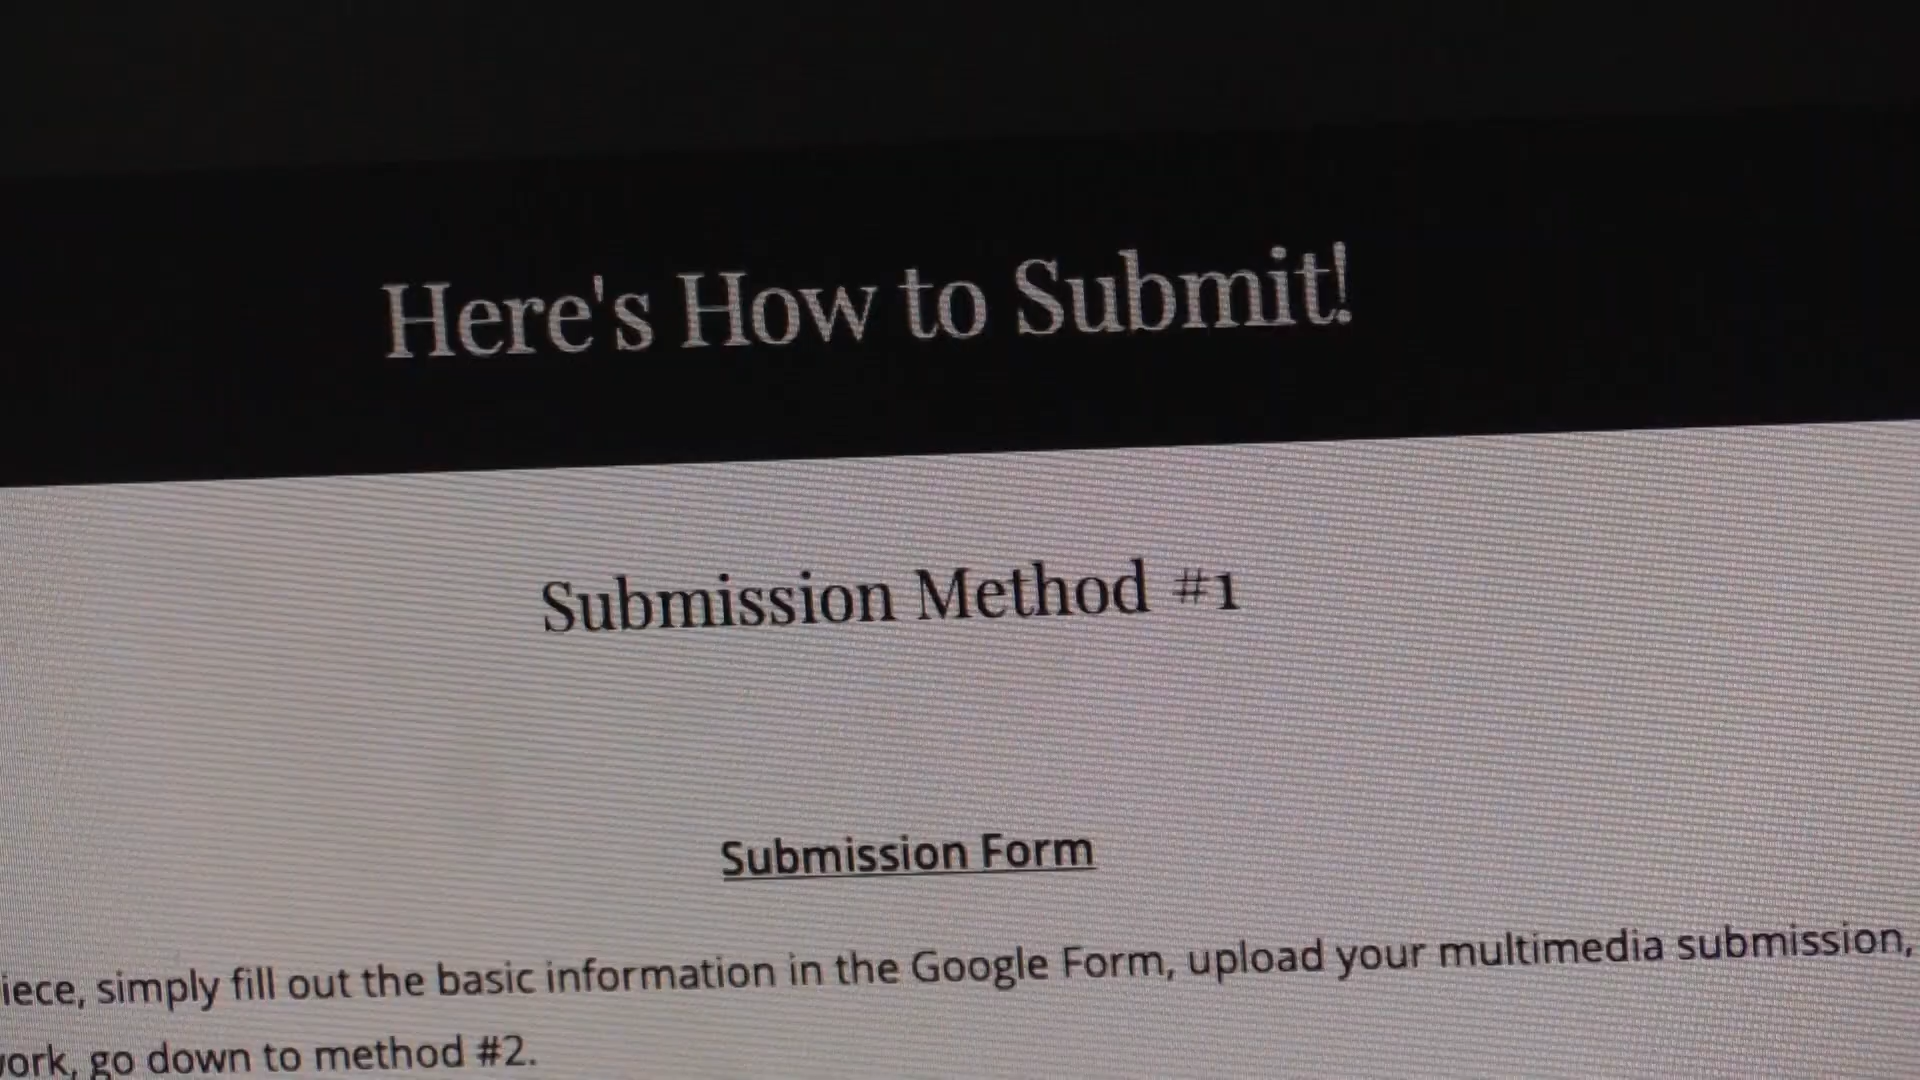 Here's How to Submit!
Submission Method #1
Submission Form
iece, simply fill out the basic information in the Google Form, upload your multimedia submission,
ork, go down to method #2.